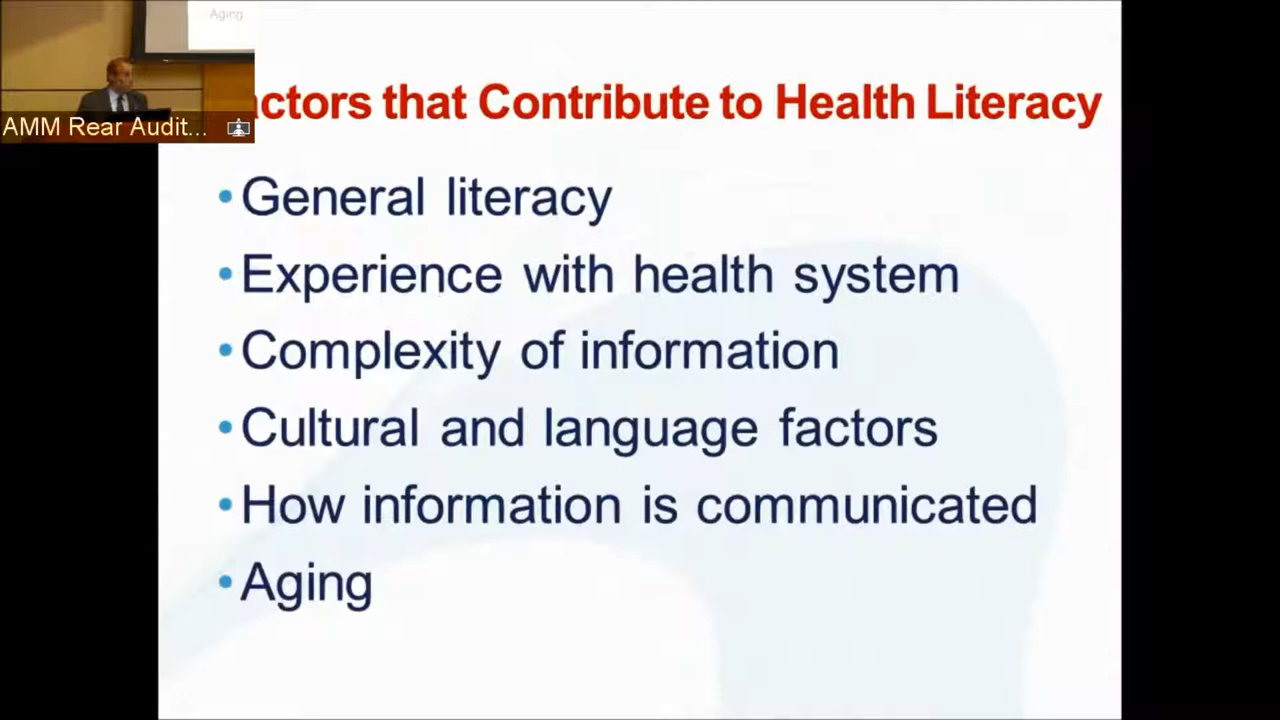 Aging
AMM Rear Audit...
actors that Contribute to Health Literacy
•General literacy
•Experience with health system
•Complexity of information
•Cultural and language factors
•How information is communicated
•Aging